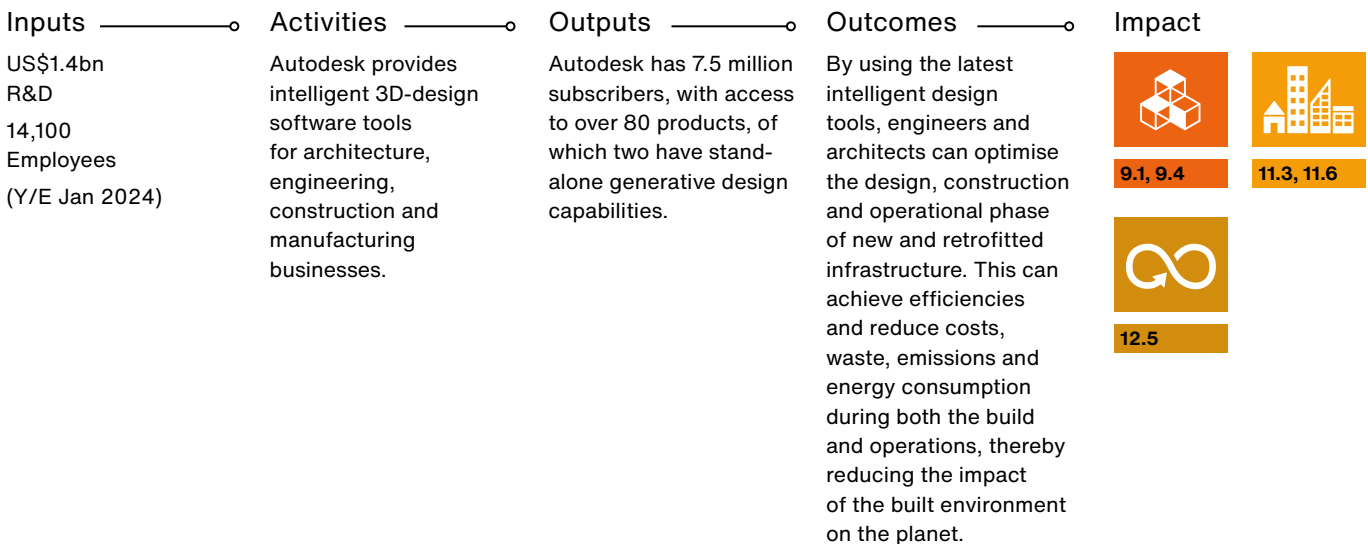 Inputs
US$1.4bn
R&D
14,100
Employees
(Y/E Jan 2024)
Activities
Autodesk provides
intelligent 3D-design
software tools
for architecture,
engineering,
construction and
manufacturing
businesses.
Outputs
Autodesk has 7.5 million
subscribers, with access
to over 80 products, of
which two have stand-
alone generative design
capabilities.
Outcomes
By using the latest
intelligent design
tools, engineers and
architects can optimise
the design, construction
and operational phase
of new and retrofitted
infrastructure. This can
achieve efficiencies
and reduce costs,
waste, emissions and
energy consumption
during both the build
and operations, thereby
reducing the impact
of the built environment
on the planet.
Impact
9.1, 9.4
11.3, 11.6
12.5